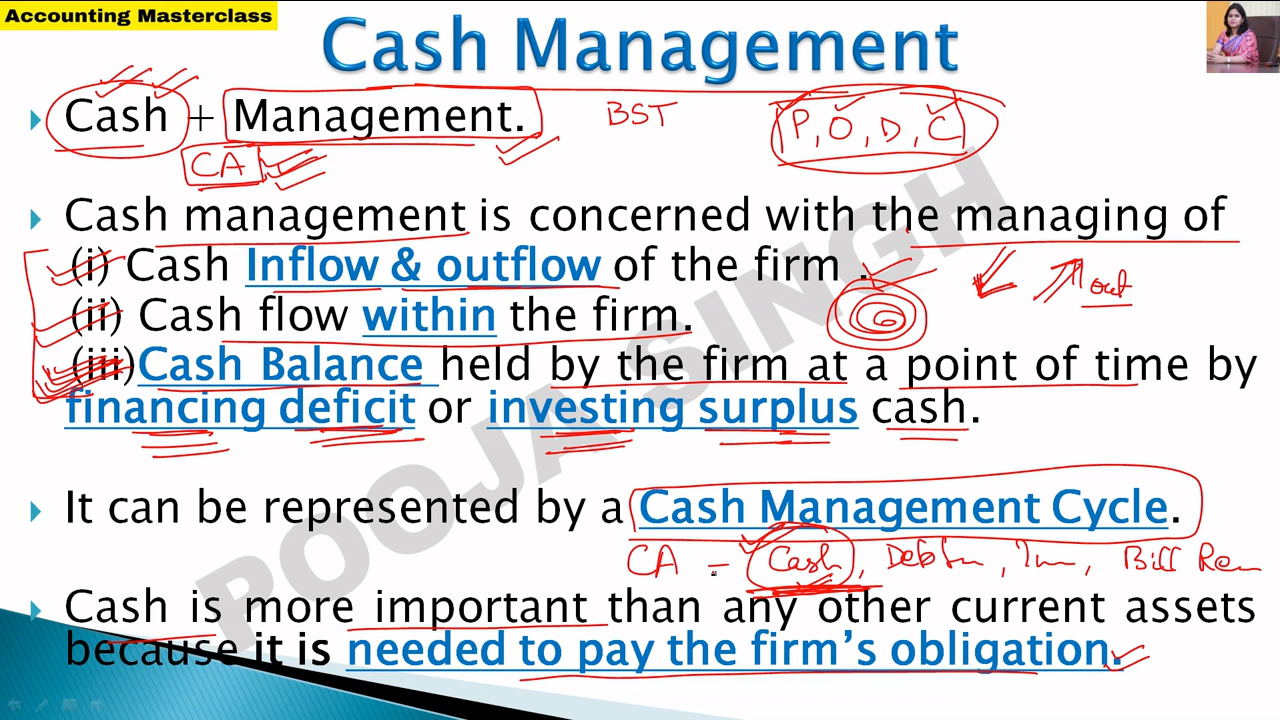 Accounting Masterclass
Cash Management
Cash + Management.
BST
P, O, D, C
CA
Cash management is concerned with the managing of
(i) Cash Inflow & outflow of the firm .
out
(ii) Cash flow within the firm.
(iii)Cash Balance held by the firm at a point of time by
financing deficit or investing surplus cash.
It can be represented by a Cash Management Cycle.
CA - Cash, , , Bill
Cash is more important than any other current assets
because it is needed to pay the firm's obligation.
POOJA SINGH